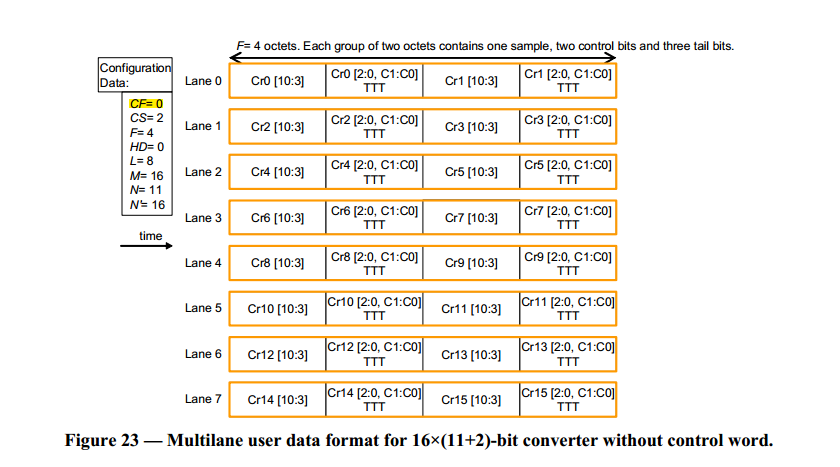 F= 4 octets. Each group of two octets contains one sample, two control bits and three tail bits.
Configuration
Data:
CF= 0
CS= 2
F= 4
HD= 0
L= 8
M= 16
N= 11
N'= 16
time
Lane 0
Cr0 [10:3]
Cr0 [2:0, C1:C0]
TTT
Cr1 [10:3]
Cr1 [2:0, C1:C0]
TTT
Lane 1
Cr2 [10:3]
Cr2 [2:0, C1:C0]
TTT
Cr3 [10:3]
Cr3 [2:0, C1:C0]
TTT
Lane 2
Cr4 [10:3]
Cr4 [2:0, C1:C0]
TTT
Cr5 [10:3]
Cr5 [2:0, C1:C0]
TTT
Lane 3
Cr6 [10:3]
Cr6 [2:0, C1:C0]
TTT
Cr7 [10:3]
Cr7 [2:0, C1:C0]
TTT
Lane 4
Cr8 [10:3]
Cr8 [2:0, C1:C0]
TTT
Cr9 [10:3]
Cr9 [2:0, C1:C0]
TTT
Lane 5
Cr10 [10:3]
Cr10 [2:0, C1:C0]
TTT
Cr11 [10:3]
Cr11 [2:0, C1:C0]
TTT
Lane 6
Cr12 [10:3]
Cr12 [2:0, C1:C0]
TTT
Cr13 [10:3]
Cr13 [2:0, C1:C0]
TTT
Lane 7
Cr14 [10:3]
Cr14 [2:0, C1:C0]
TTT
Cr15 [10:3]
Cr15 [2:0, C1:C0]
TTT
Figure 23 — Multilane user data format for 16×(11+2)-bit converter without control word.